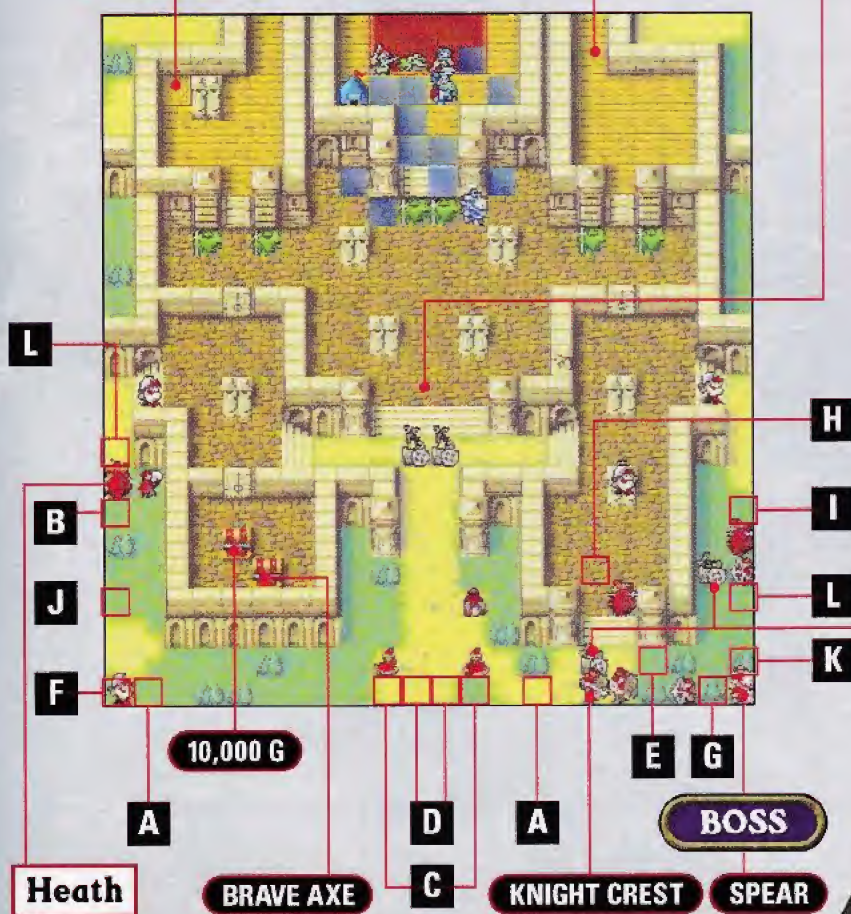 L
H
B
I
J
L
F
K
10,000 G
E G
A D A
BOSS
C
Heath
BRAVE AXE
KNIGHT CREST
SPEAR